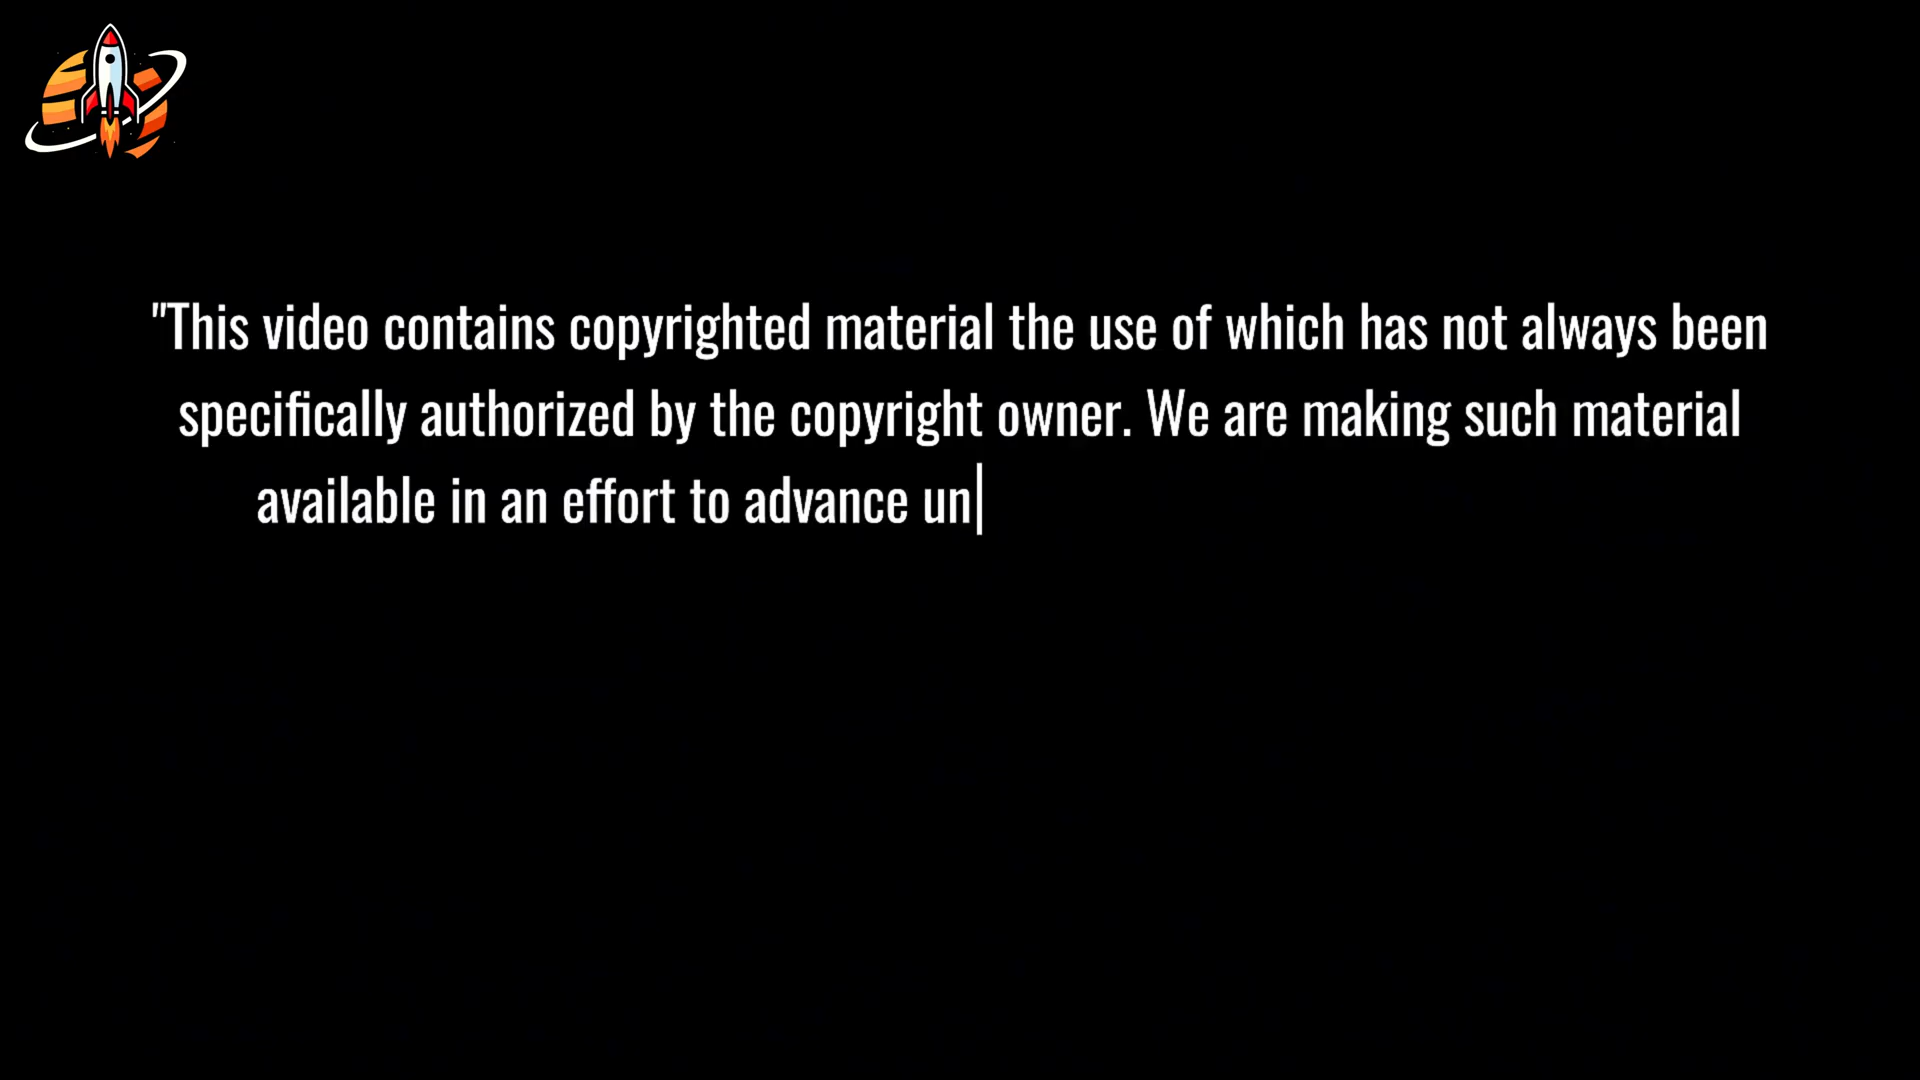 "This video contains copyrighted material the use of which has not always been
specifically authorized by the copyright owner. We are making such material
available in an effort to advance un